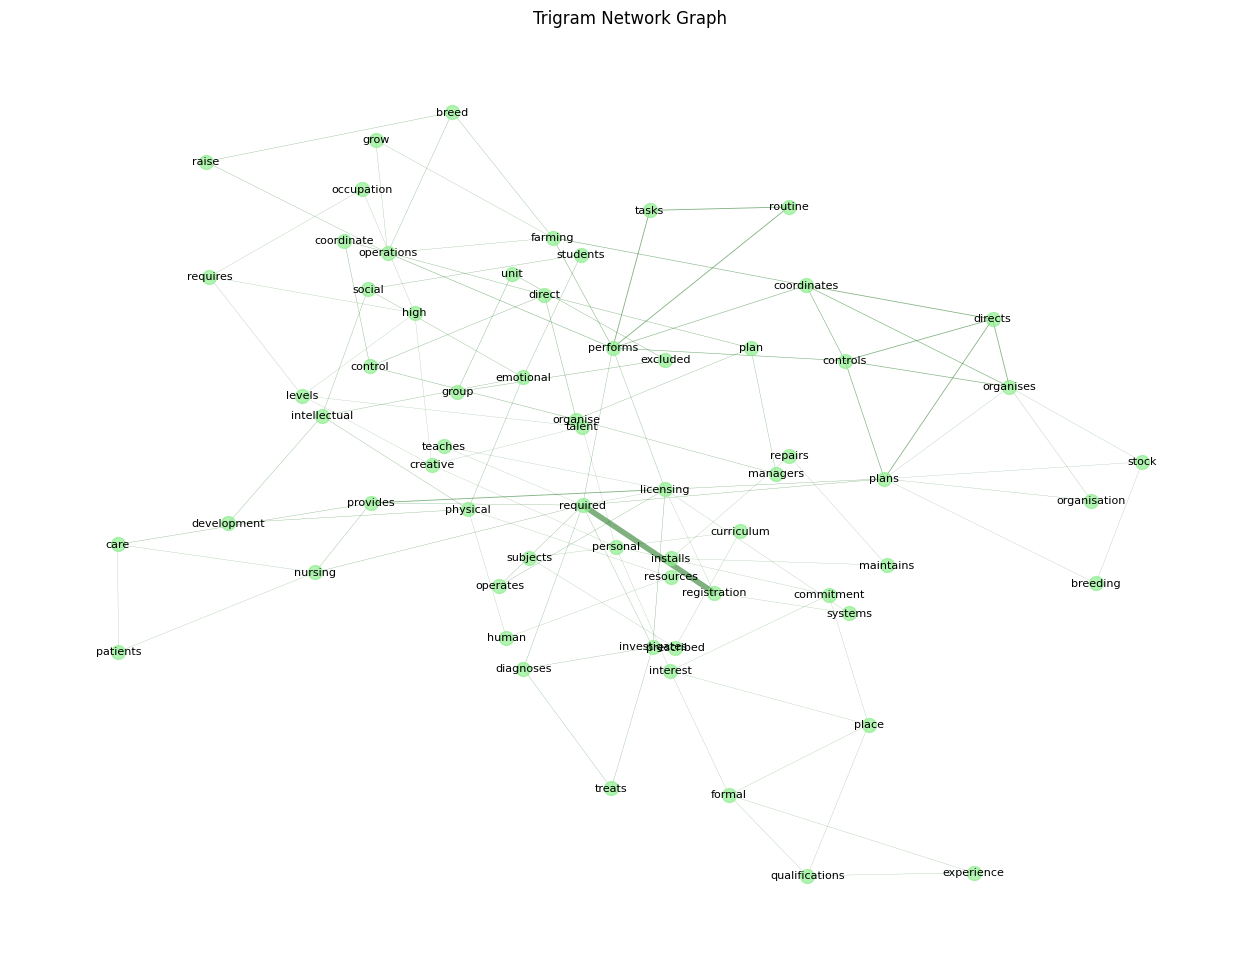 Trigram Network Graph
breed
grow
raise
occupation
tasks
routine
farming
coordinate
operations
students
unit
requires
coordinates
social
direct
high
directs
performs
plan
excluded
controls
control
emotional
organises
group
levels
intellectual
organise
talent
teaches
repairs
creative
stock
managers
plans
licensing
provides
required
organisation
physical
development
curriculum
care
personal
subjects
installs
maintains
nursing
resources
breeding
operates
registration
commitment
systems
human
investigates
prescribed
patients
diagnoses
interest
place
treats
formal
experience
qualifications